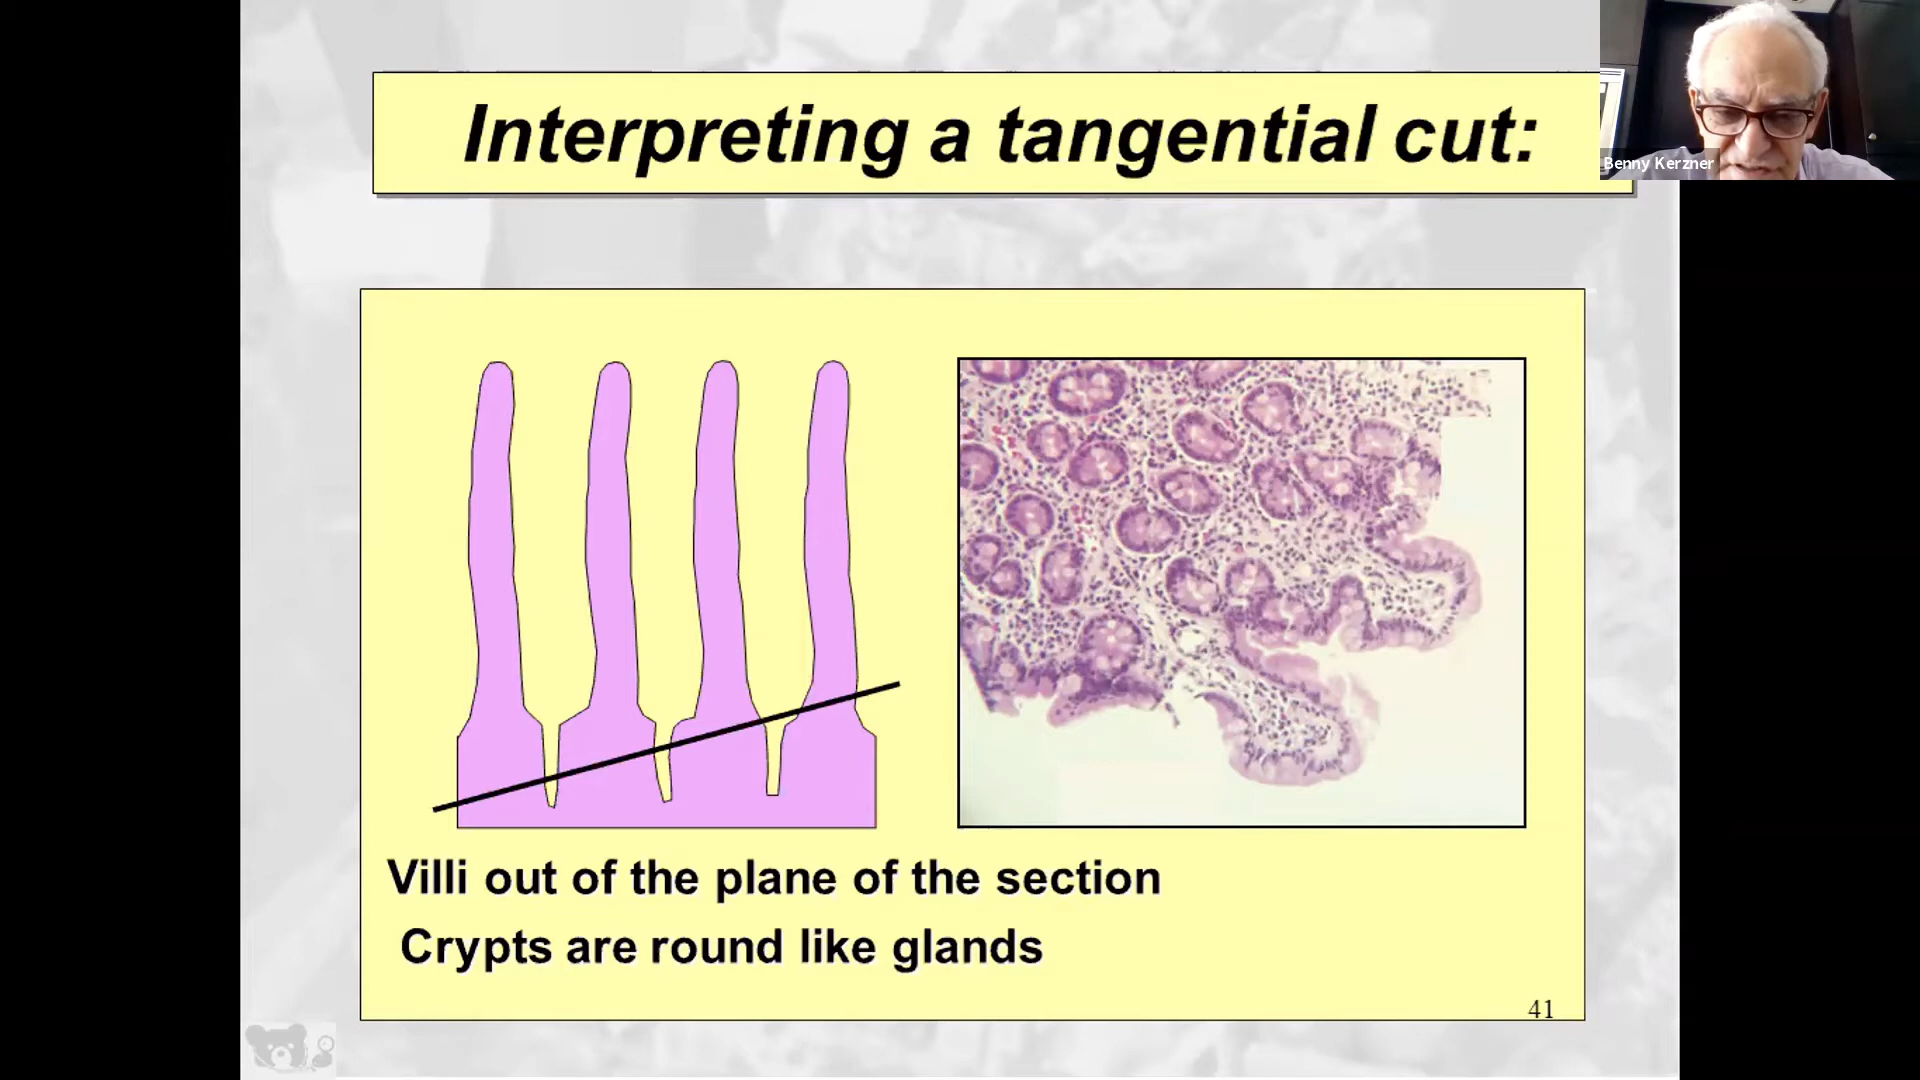 Interpreting a tangential cut:
Benny Kerzner
Villi out of the plane of the section
Crypts are round like glands
41